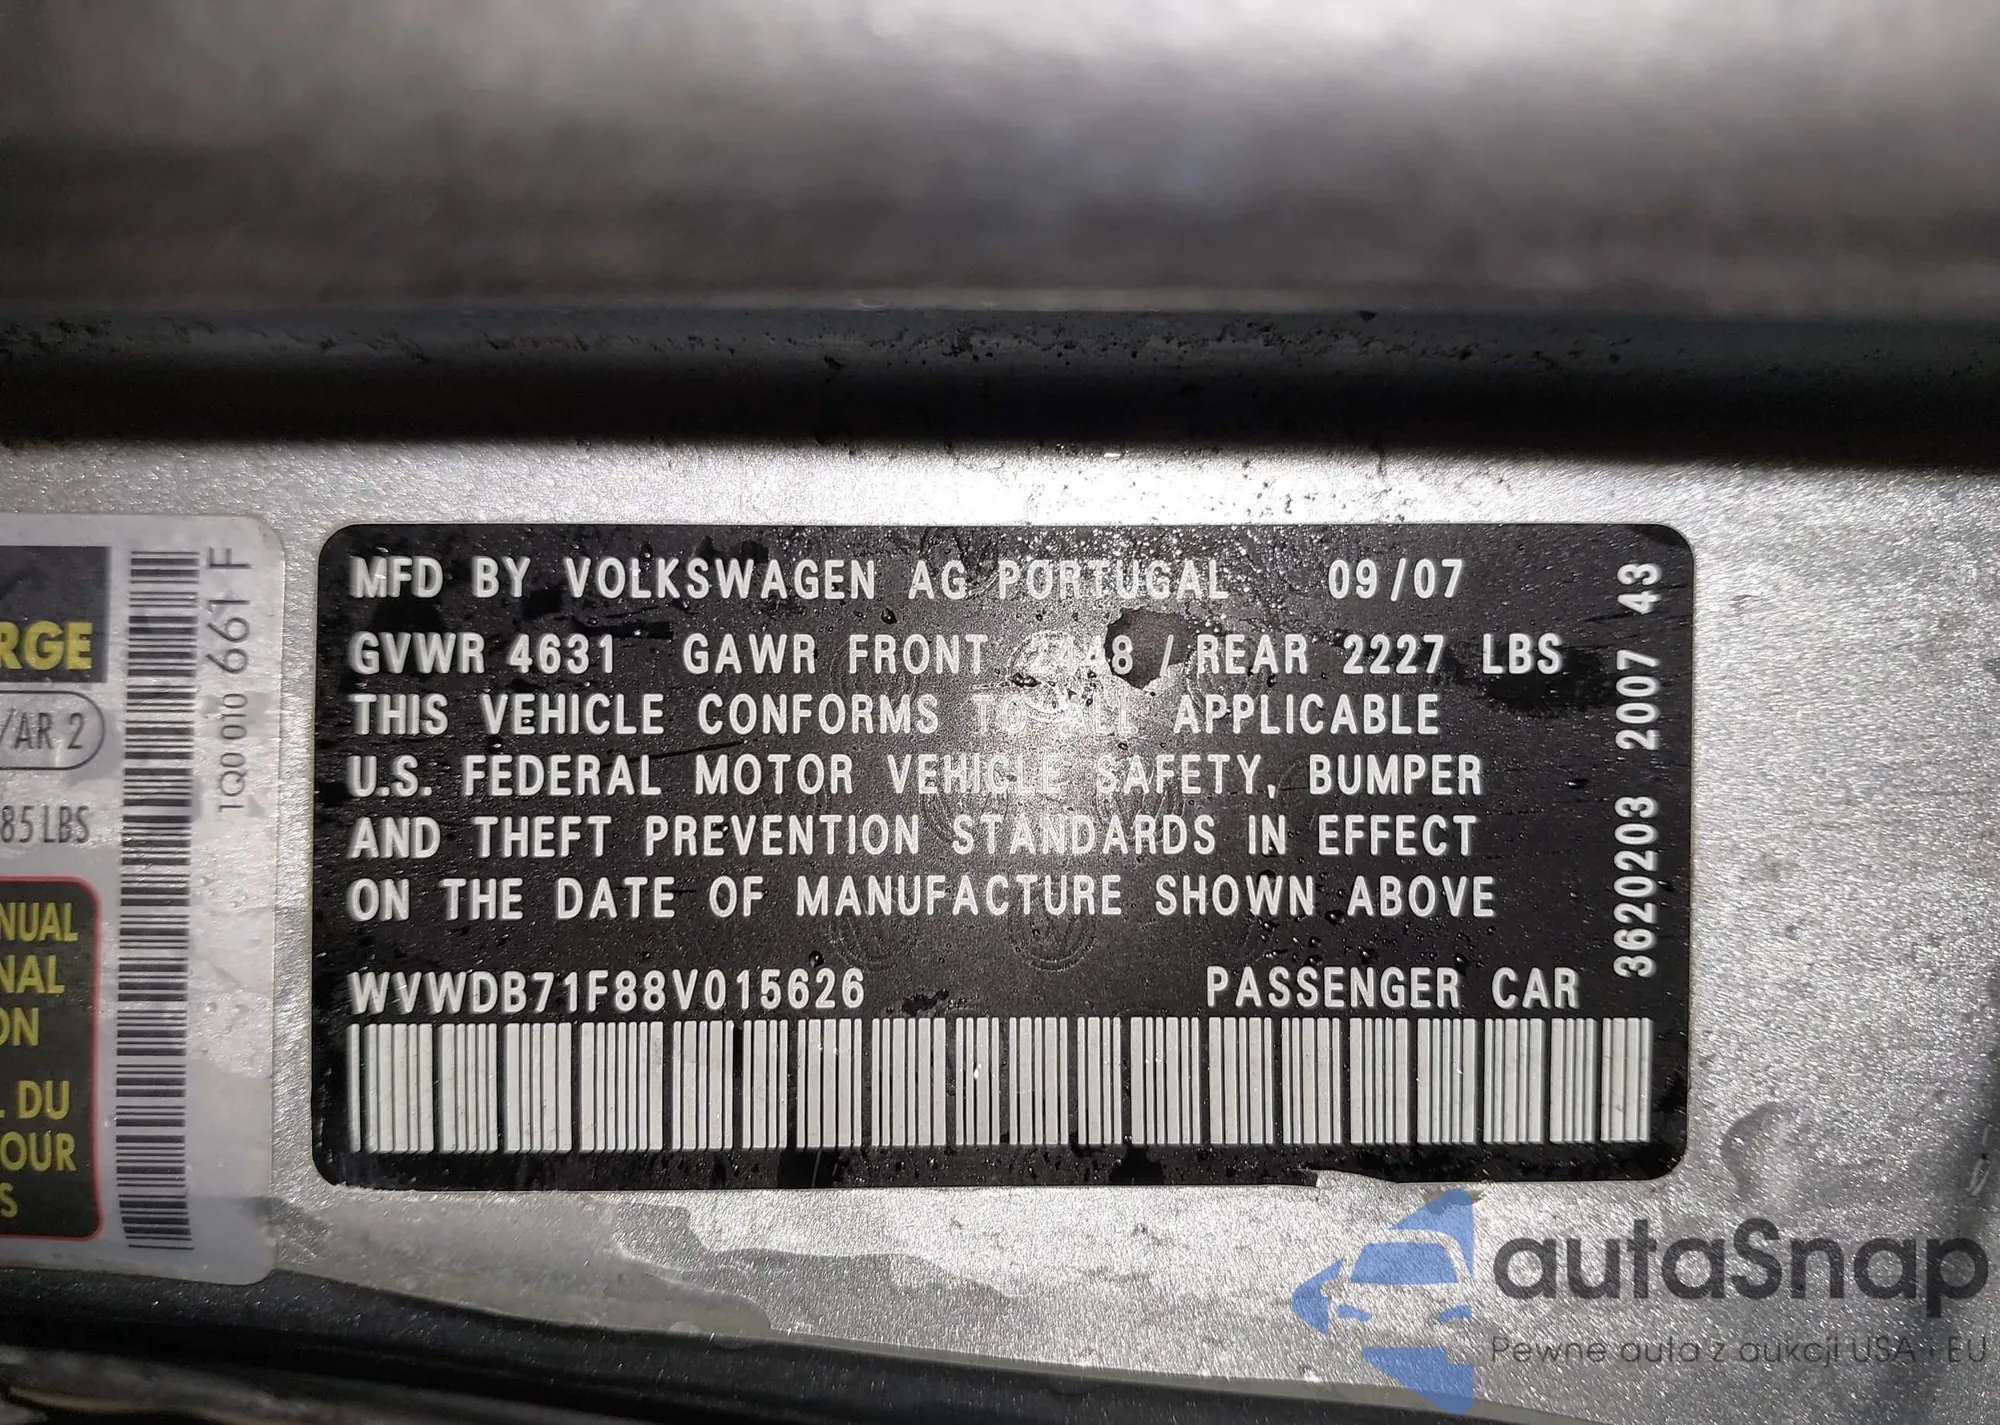 RGE
/AR 2
85 LBS
NUAL
NAL
ON
L DU
OUR
S
1Q0 010 661 F
MFD BY VOLKSWAGEN AG PORTUGAL 09/07
GVWR 4631 GAWR FRONT / REAR 2227 LBS
THIS VEHICLE CONFORMS TO ALL APPLICABLE
U.S. FEDERAL MOTOR VEHICLE SAFETY, BUMPER
AND THEFT PREVENTION STANDARDS IN EFFECT
ON THE DATE OF MANUFACTURE SHOWN ABOVE
WVWDB71F88V015626 PASSENGER CAR
3620203 2007 43
autaSnap
Pewne auta z aukcji USA i EU